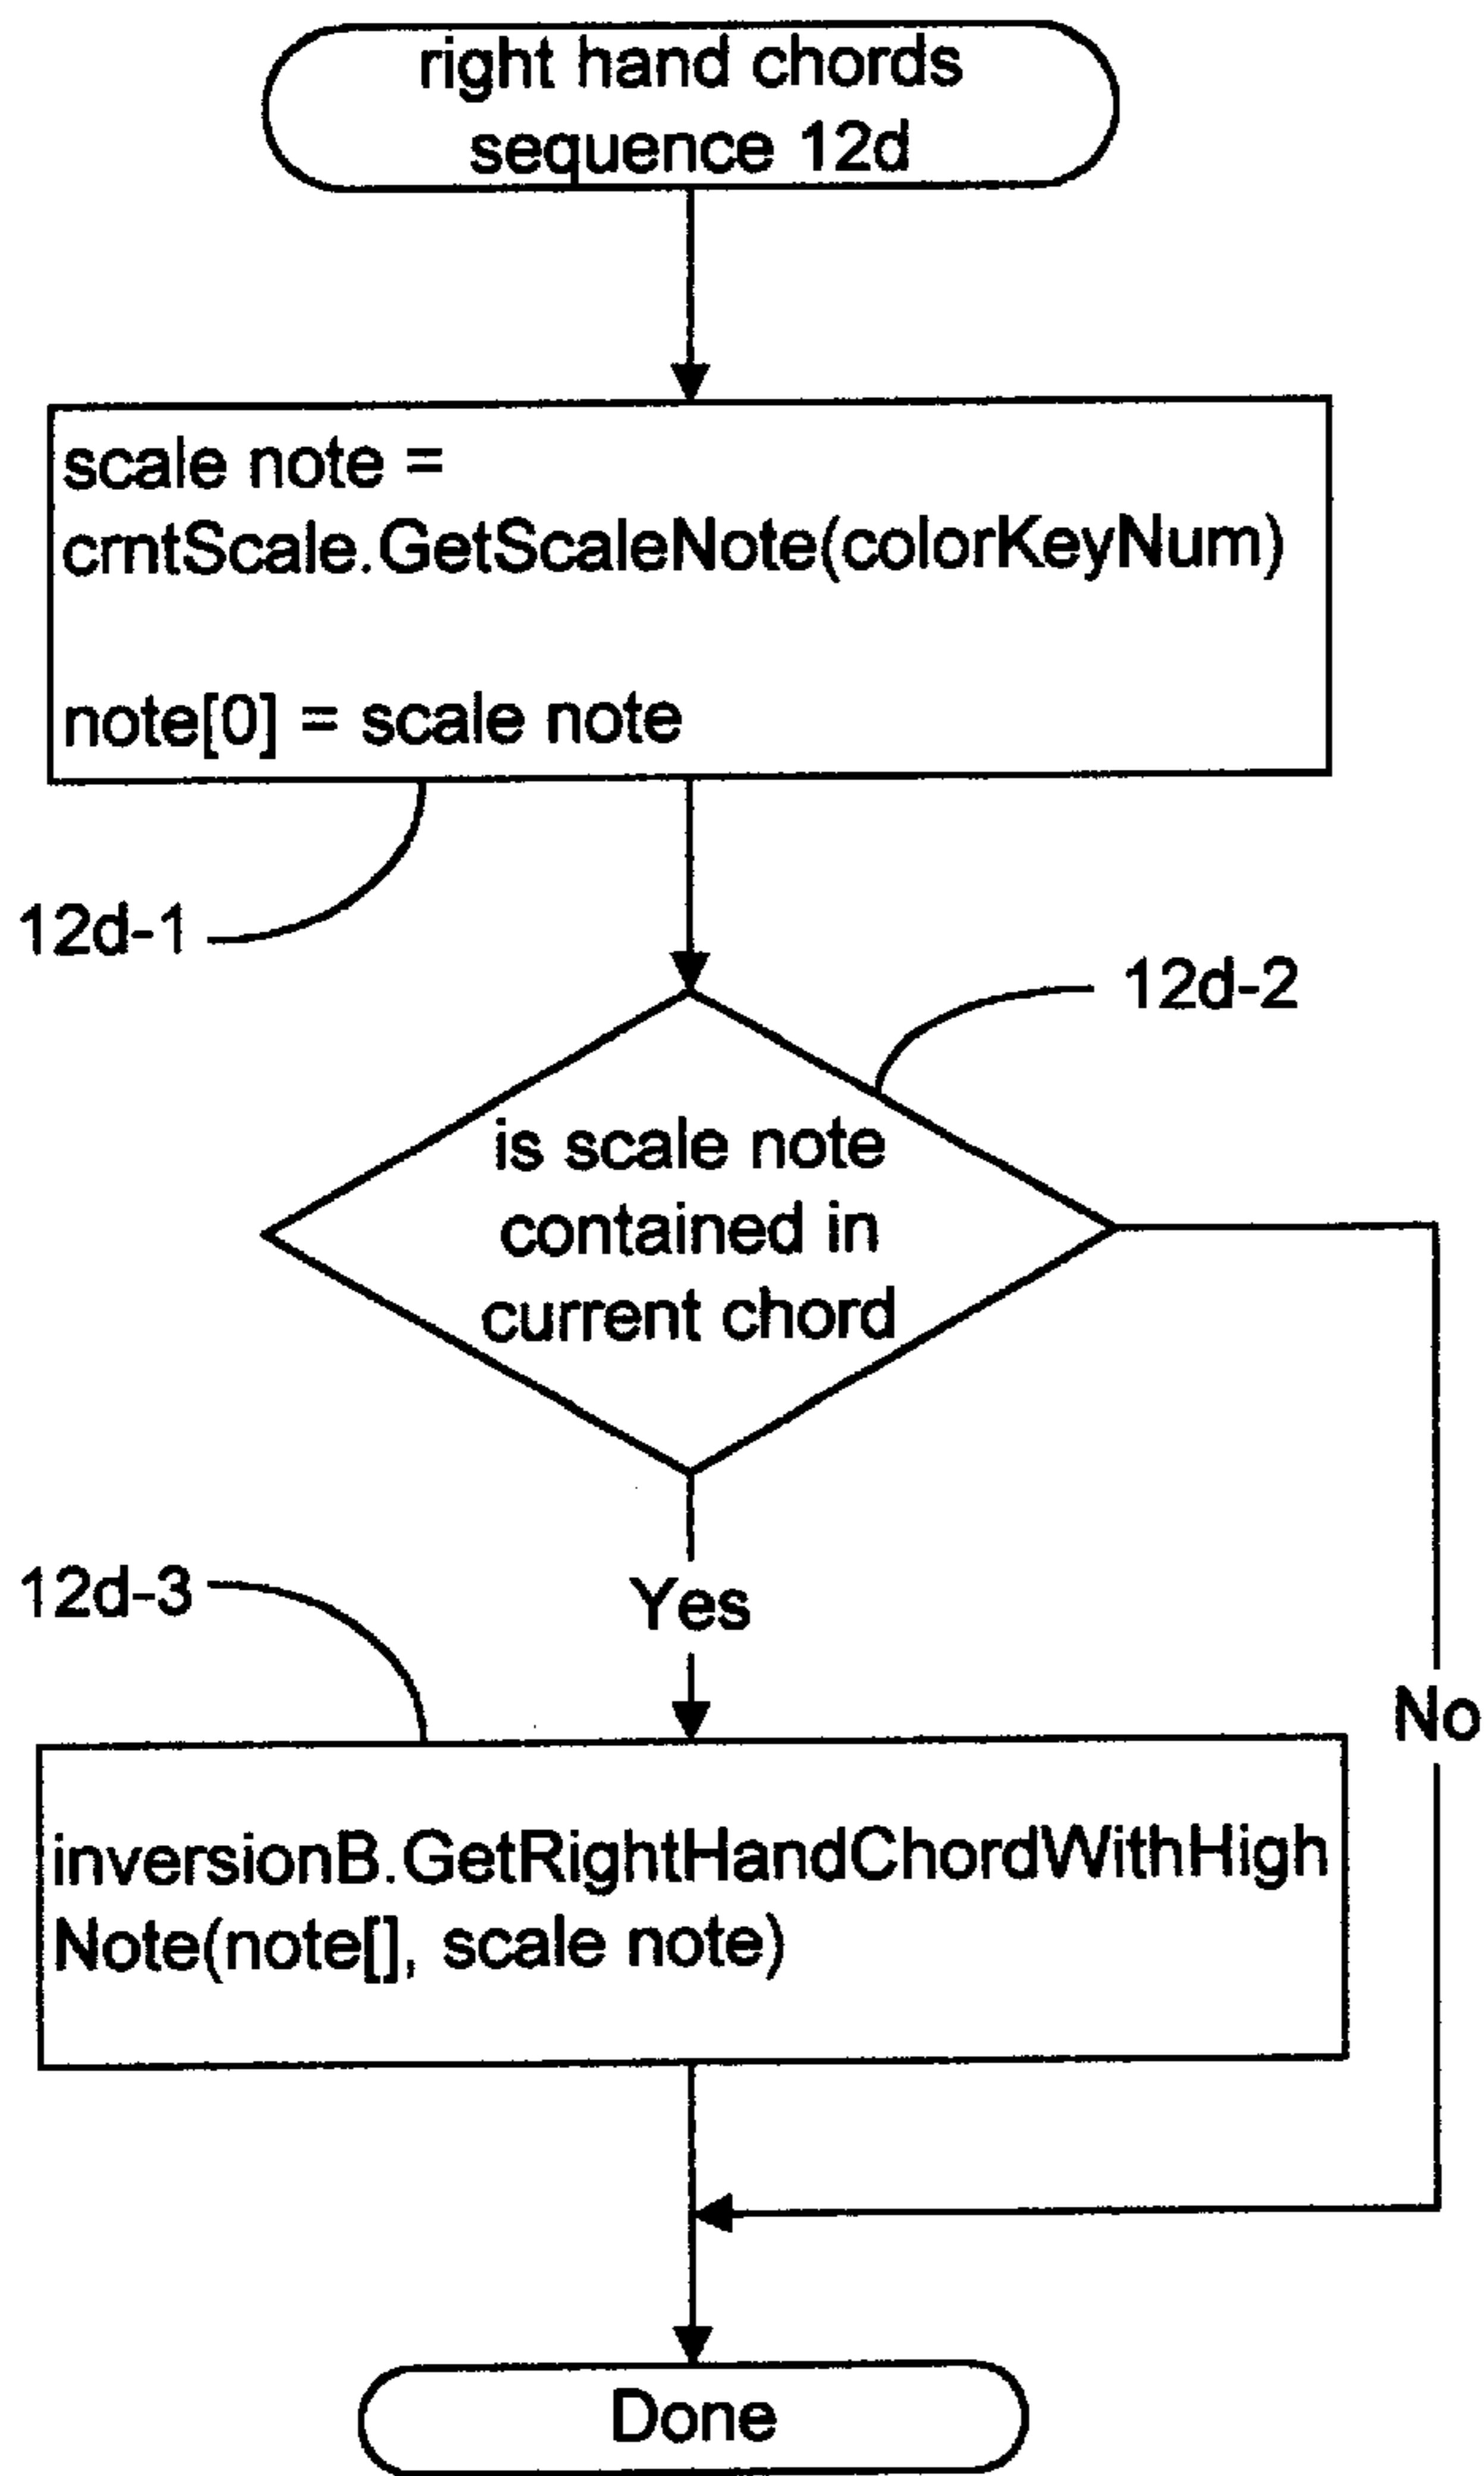 right hand chords
sequence 12d
scale note =
crntScale.GetScaleNote(colorKeyNum)
note[0] = scale note
12d-1
12d-2
is scale note
contained in
current chord
12d-3
Yes
No
inversionB.GetRightHandChordWithHigh
Note(note[], scale note)
Done